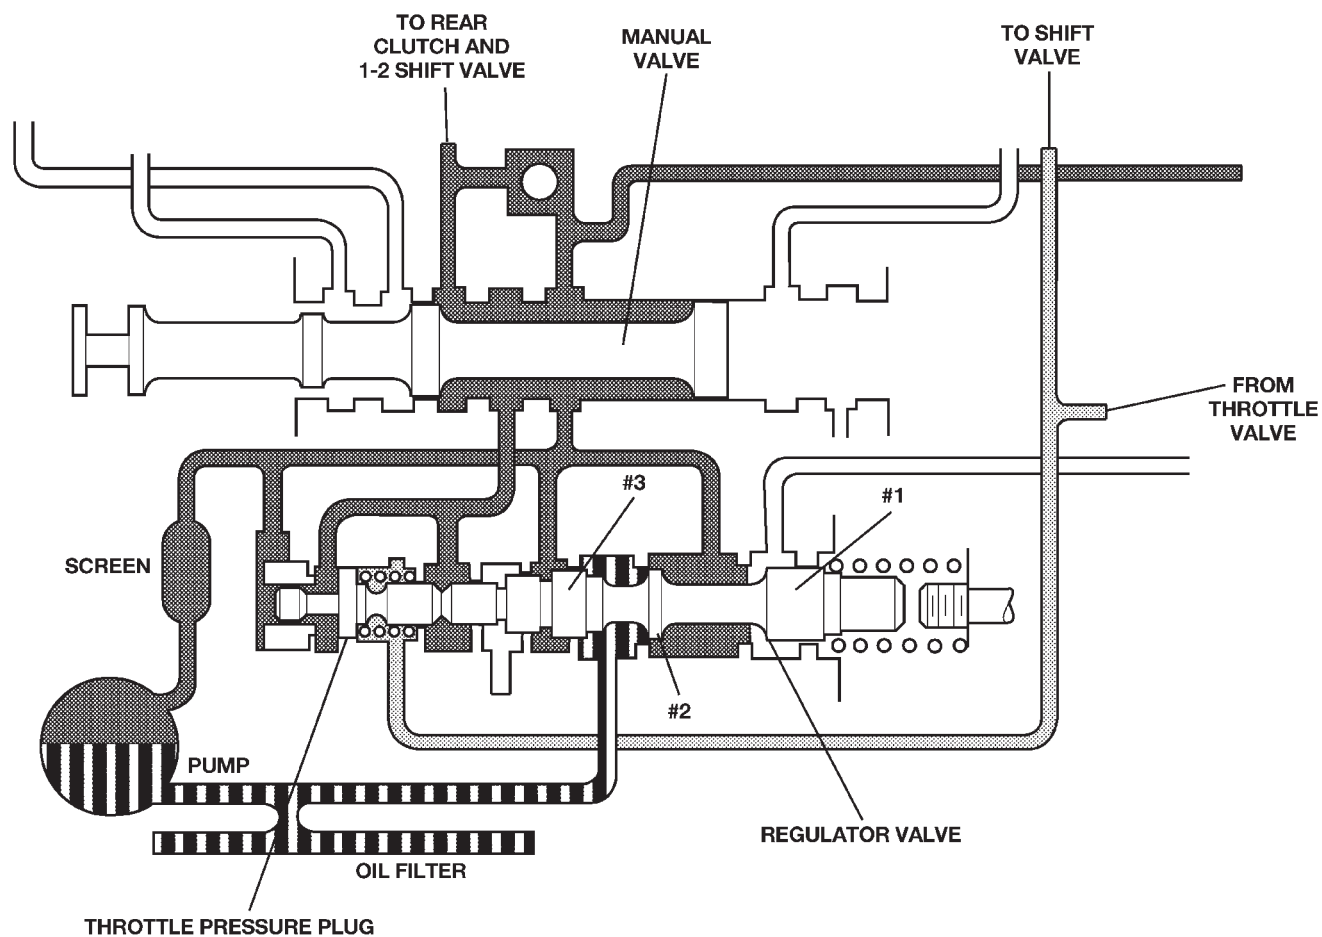 TO REAR
CLUTCH AND
1-2 SHIFT VALVE
MANUAL
VALVE
TO SHIFT
VALVE
FROM
THROTTLE
VALVE
#3
#1
SCREEN
#2
PUMP
REGULATOR VALVE
OIL FILTER
THROTTLE PRESSURE PLUG